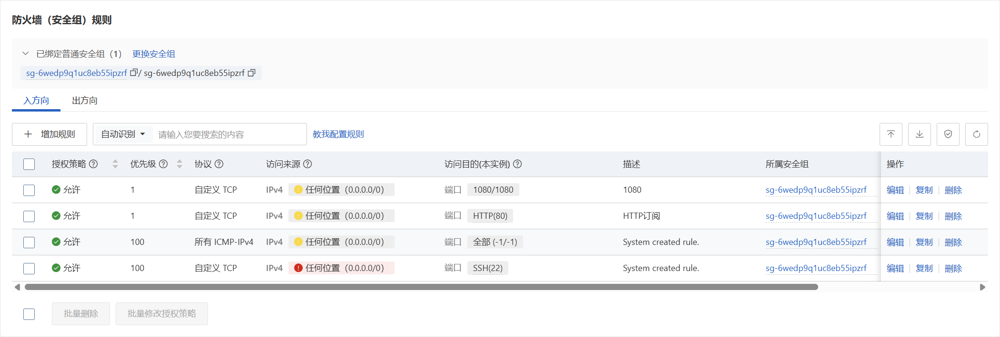 防火墙（安全组）规则
已绑定普通安全组（1） 更换安全组
sg-6wedp9q1uc8eb55ipzrf / sg-6wedp9q1uc8eb55ipzrf
入方向 出方向
增加规则 自动识别 请输入您要搜索的内容 教我配置规则
授权策略 优先级 协议 访问来源 访问目的(本实例) 描述 所属安全组 操作
允许 1 自定义 TCP IPv4 任何位置（0.0.0.0/0） 端口 1080/1080 1080 sg-6wedp9q1uc8eb55ipzrf 编辑 复制 删除
允许 1 自定义 TCP IPv4 任何位置（0.0.0.0/0） 端口 HTTP(80) HTTP订阅 sg-6wedp9q1uc8eb55ipzrf 编辑 复制 删除
允许 100 所有 ICMP-IPv4 IPv4 任何位置（0.0.0.0/0） 端口 全部 (-1/-1) System created rule. sg-6wedp9q1uc8eb55ipzrf 编辑 复制 删除
允许 100 自定义 TCP IPv4 任何位置（0.0.0.0/0） 端口 SSH(22) System created rule. sg-6wedp9q1uc8eb55ipzrf 编辑 复制 删除
批量删除 批量修改授权策略